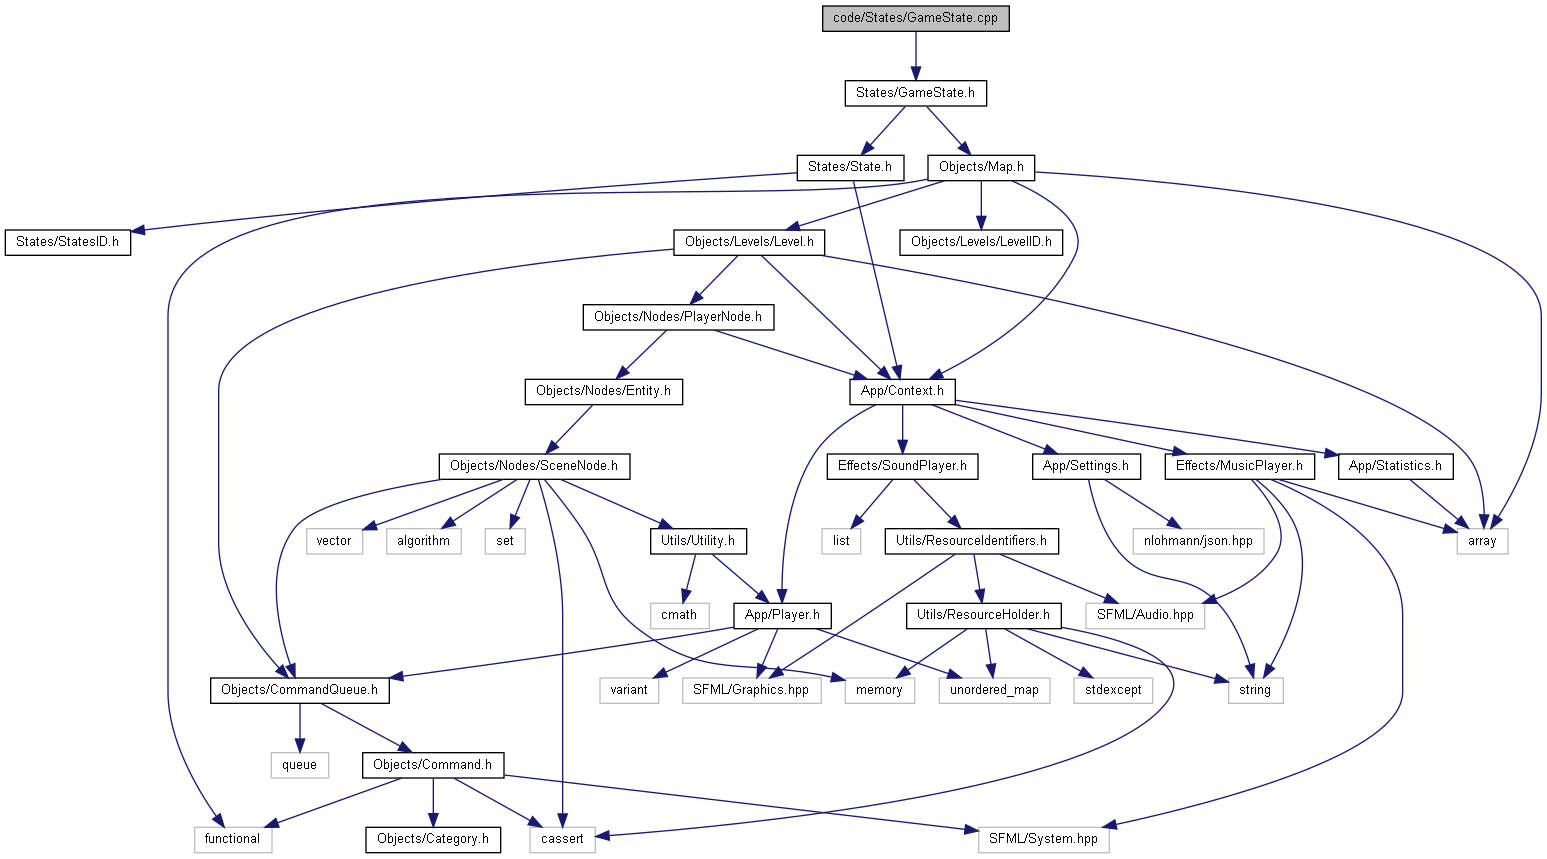 code/States/GameState.cpp
States/GameState.h
States/State.h
Objects/Map.h
States/StatesID.h
Objects/Levels/Level.h
Objects/Levels/LevelID.h
Objects/Nodes/PlayerNode.h
Objects/Nodes/Entity.h
App/Context.h
Objects/Nodes/SceneNode.h
Effects/SoundPlayer.h
App/Settings.h
Effects/MusicPlayer.h
App/Statistics.h
vector
algorithm
set
Utils/Utility.h
list
Utils/ResourceIdentifiers.h
nlohmann/json.hpp
array
cmath
App/Player.h
Utils/ResourceHolder.h
SFML/Audio.hpp
Objects/CommandQueue.h
variant
SFML/Graphics.hpp
memory
unordered_map
stdexcept
string
queue
Objects/Command.h
functional
Objects/Category.h
cassert
SFML/System.hpp